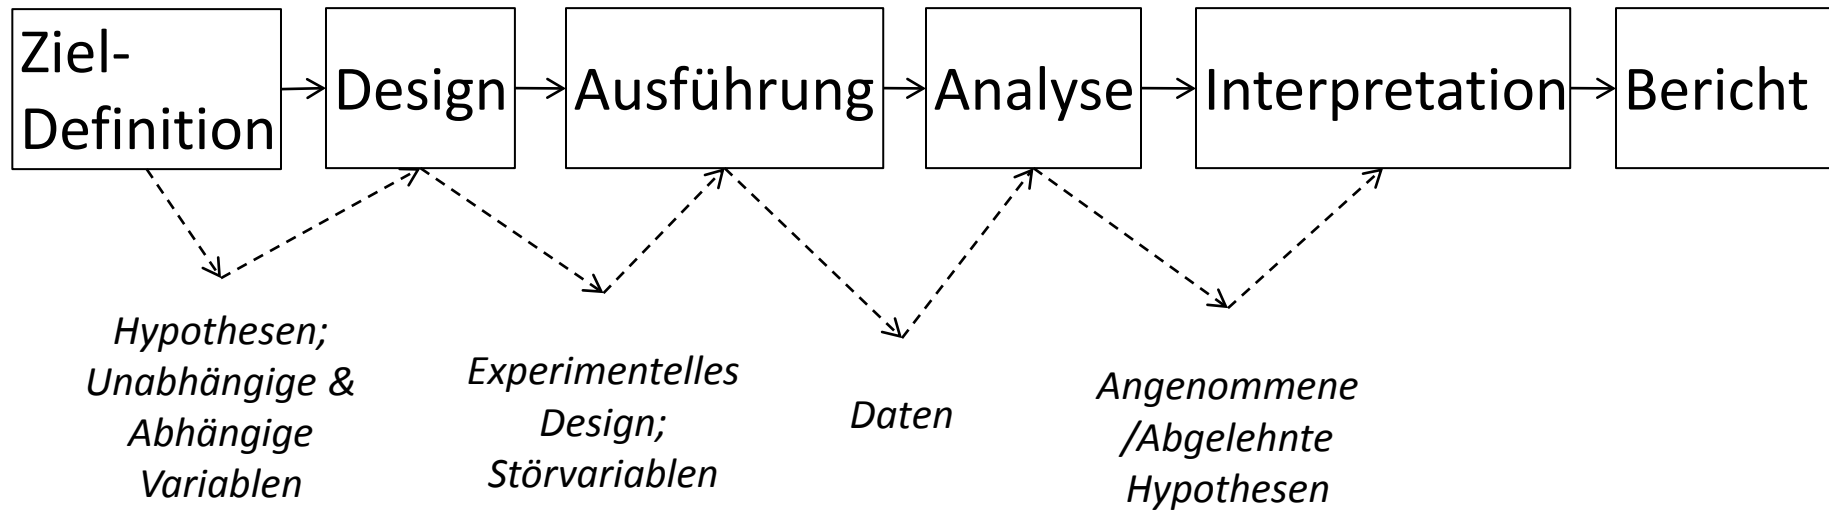 Ziel-
Definition
Design
Ausführung
Analyse
Interpretation
Bericht
Hypothesen;
Unabhängige &
Abhängige
Variablen
Experimentelles
Design;
Störvariablen
Daten
Angenommene
/Abgelehnte
Hypothesen